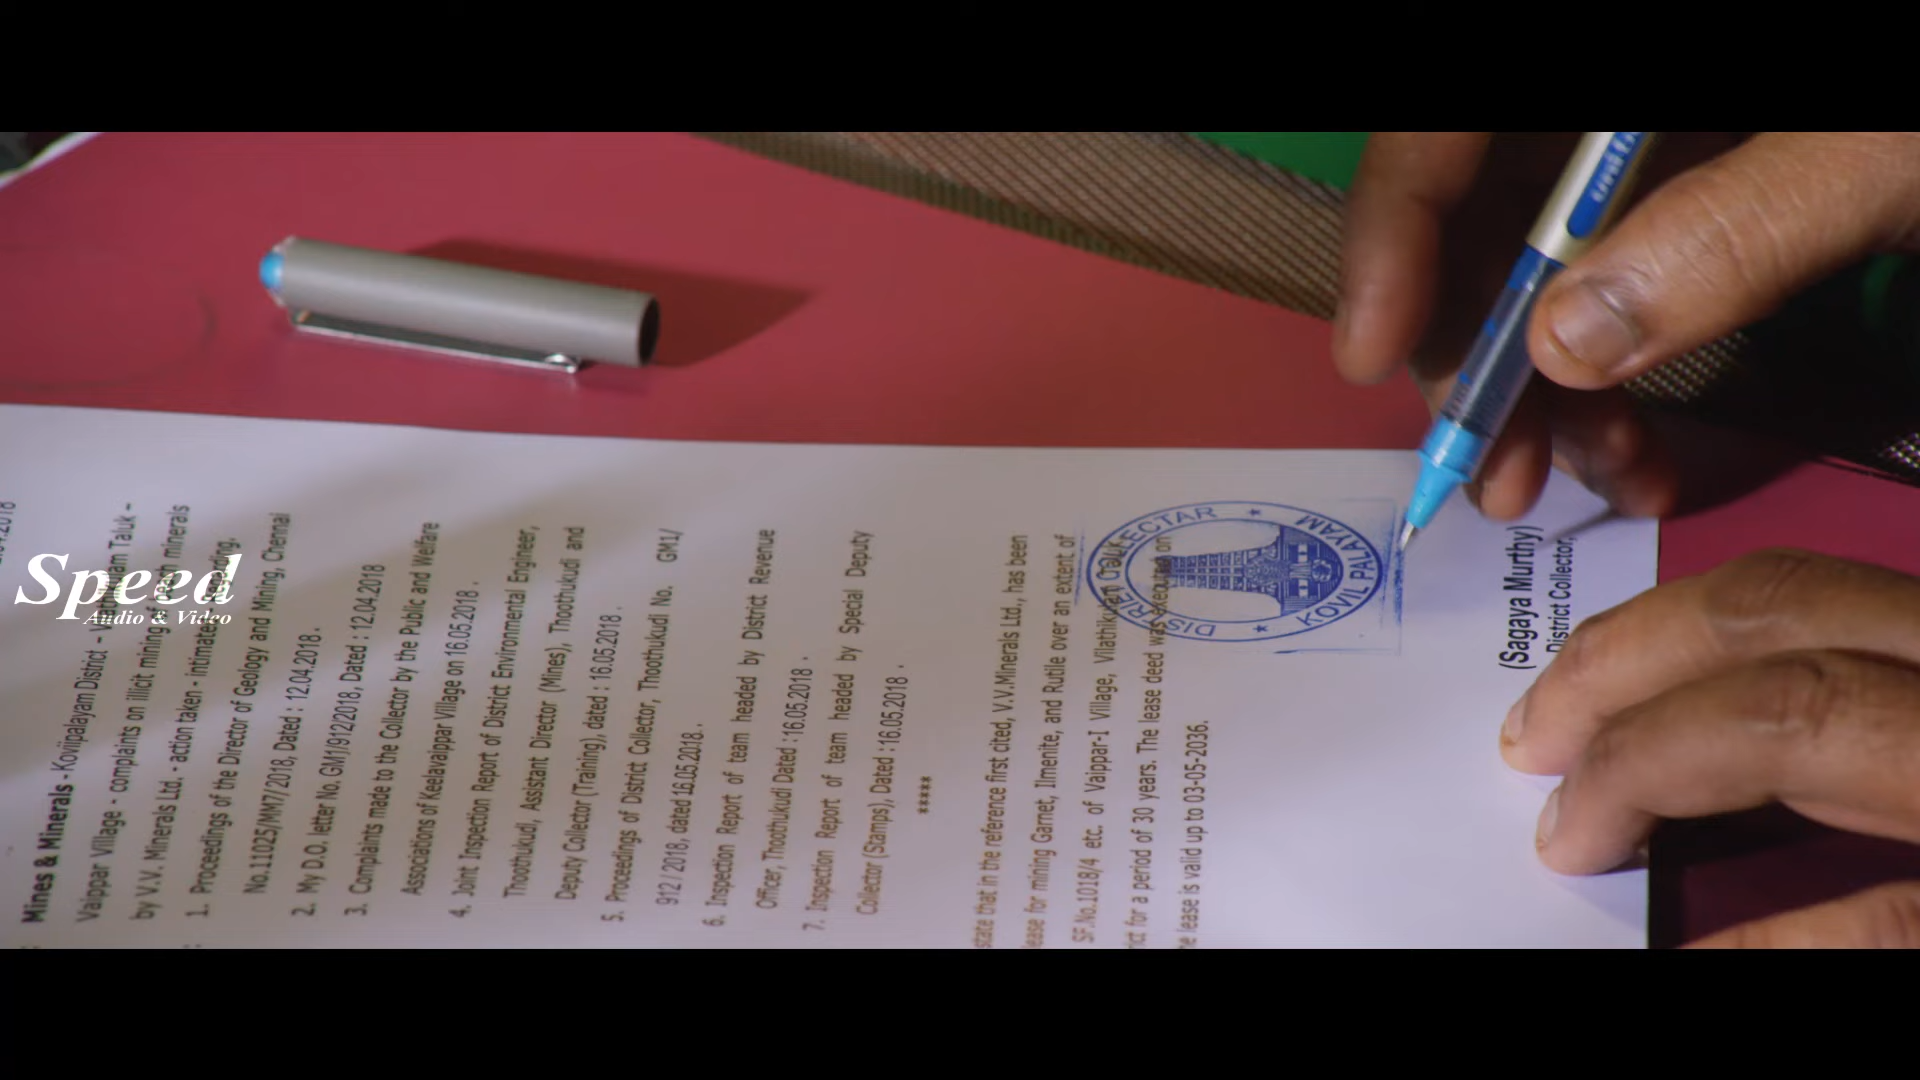 Mines & Minerals - Kovilpalayam District - Taluk -
Vaippar Village - complaints on illicit mining of minerals
by V.V. Minerals Ltd. - action taken - intimated
1. Proceedings of the Director of Geology and Mining, Chennai
No.11025/MM7/2018, Dated : 12.04.2018.
2. My D.O. letter No. GM1/912/2018, Dated : 12.04.2018
3. Complaints made to the Collector by the Public and Welfare
Associations of Keelavaippar Village on 16.05.2018.
4. Joint Inspection Report of District Environmental Engineer,
Thoothukudi, Assistant Director (Mines), Thoothukudi and
Deputy Collector (Training), dated : 16.05.2018.
5. Proceedings of District Collector, Thoothukudi No. GM1/
912/2018, dated 16.05.2018.
6. Inspection Report of team headed by District Revenue
Officer, Thoothukudi Dated :16.05.2018.
7. Inspection Report of team headed by Special Deputy
Collector (Stamps), Dated :16.05.2018.
*****
state that in the reference first cited, V.V.Minerals Ltd., has been
ease for mining Garnet, Ilmenite, and Rutile over an extent of
SF.No.1018/4 etc. of Vaippar-I Village,
ict for a period of 30 years. The lease deed was executed on
e lease is valid up to 03-05-2036.
DISTRIET COLLECTAR
KOVIL PALAYAM
(Sagaya Murthy)
District Collector,
Speed
Audio & Video